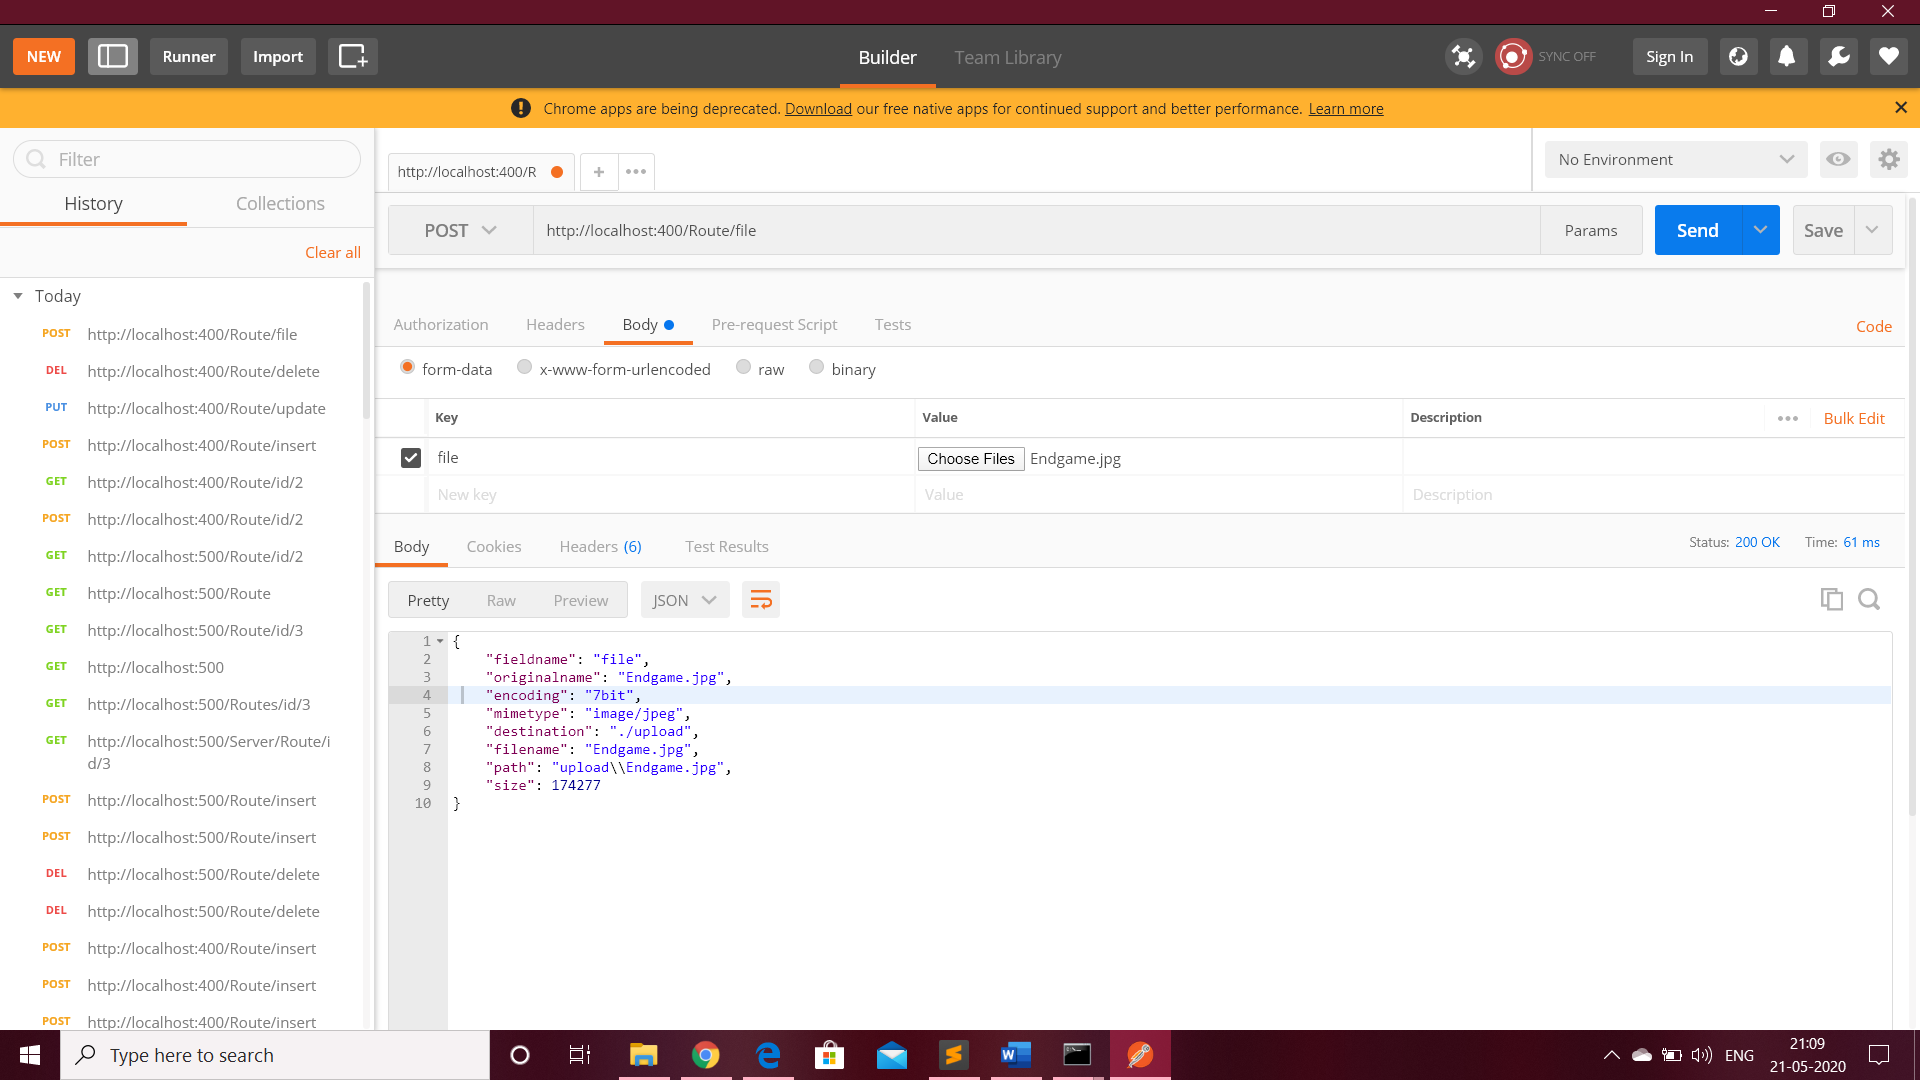 NEW
Runner
Import
Builder
Team Library
SYNC OFF
Sign In
Chrome apps are being deprecated. Download our free native apps for continued support and better performance. Learn more
Filter
History
Collections
Clear all
Today
POST http://localhost:400/Route/file
DEL http://localhost:400/Route/delete
PUT http://localhost:400/Route/update
POST http://localhost:400/Route/insert
GET http://localhost:400/Route/id/2
POST http://localhost:400/Route/id/2
GET http://localhost:500/Route/id/2
GET http://localhost:500/Route
GET http://localhost:500/Route/id/3
GET http://localhost:500
GET http://localhost:500/Routes/id/3
GET http://localhost:500/Server/Route/i
d/3
POST http://localhost:500/Route/insert
POST http://localhost:500/Route/insert
DEL http://localhost:500/Route/delete
DEL http://localhost:500/Route/delete
POST http://localhost:400/Route/insert
POST http://localhost:400/Route/insert
POST http://localhost:400/Route/insert
http://localhost:400/R
No Environment
POST http://localhost:400/Route/file Params Send Save
Authorization Headers Body Pre-request Script Tests Code
form-data x-www-form-urlencoded raw binary
Key Value Description Bulk Edit
file Choose Files Endgame.jpg
New key Value Description
Body Cookies Headers (6) Test Results Status: 200 OK Time: 61 ms
Pretty Raw Preview JSON
1 {
2 "fieldname": "file",
3 "originalname": "Endgame.jpg",
4 "encoding": "7bit",
5 "mimetype": "image/jpeg",
6 "destination": "./upload",
7 "filename": "Endgame.jpg",
8 "path": "upload\\Endgame.jpg",
9 "size": 174277
10 }
Type here to search
ENG
21:09
21-05-2020